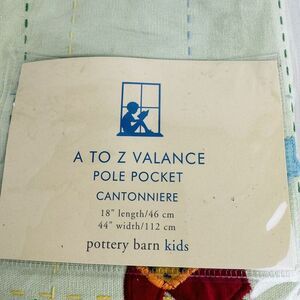 A TO Z VALANCE
POLE POCKET
CANTONNIERE
18" length/46 cm
44" width/112 cm
pottery barn kids